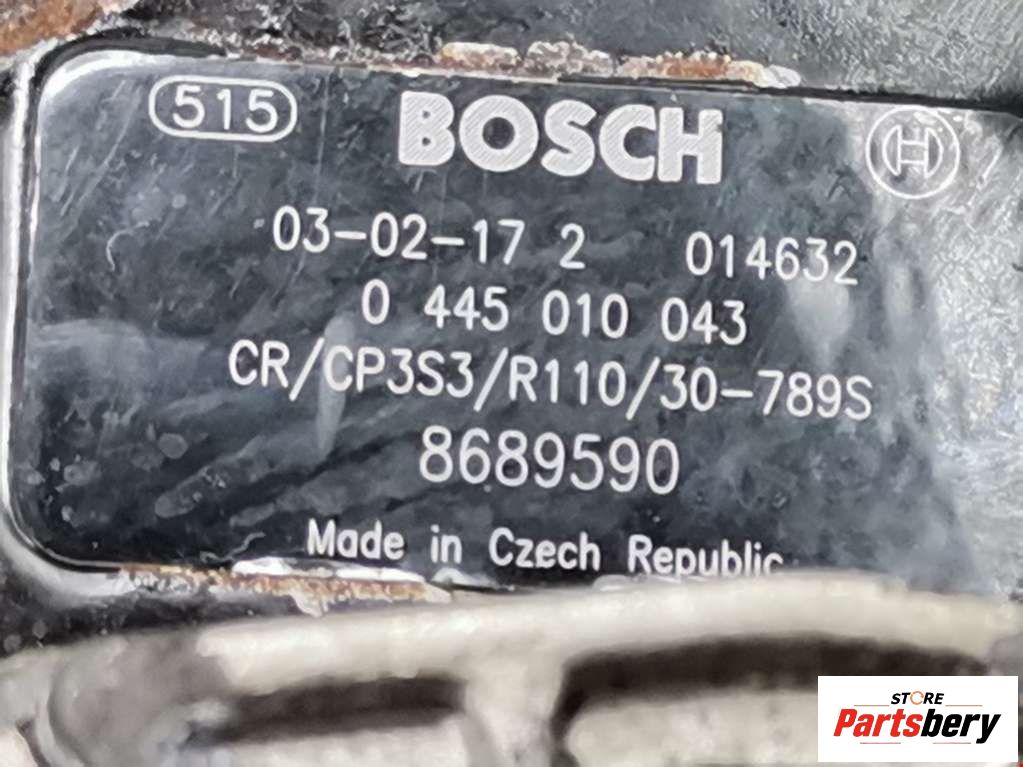 515 BOSCH
03-02-17 2 014632
0 445 010 043
CR/CP3S3/R110/30-789S
8689590
Made in Czech Republic
STORE
Partsbery